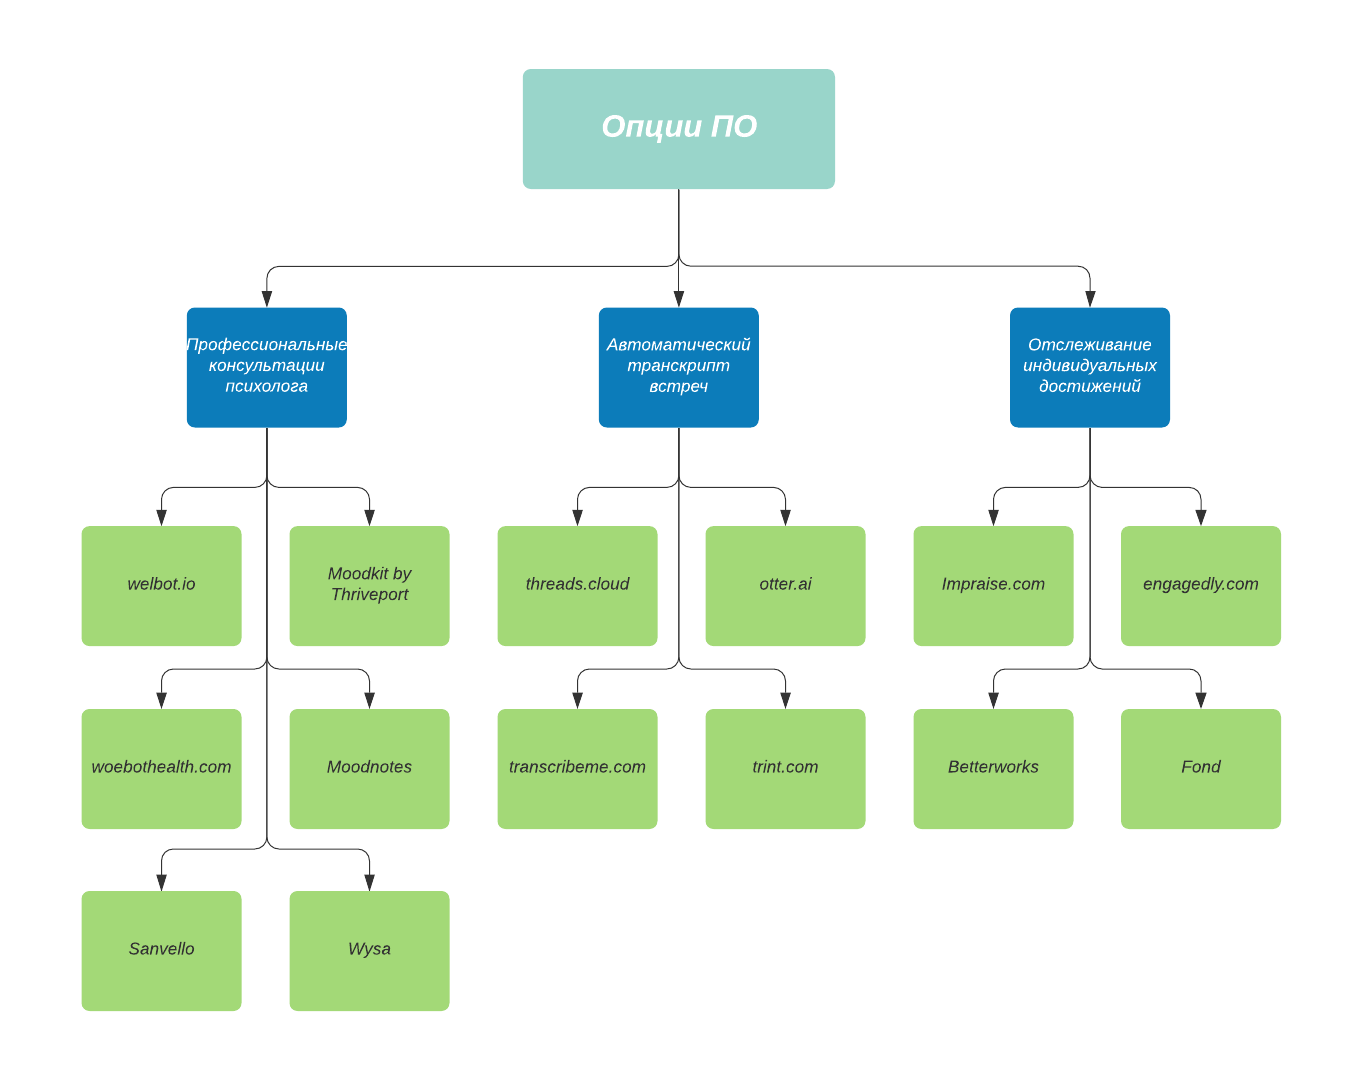 Опции ПО
Профессиональные
консультации
психолога
Автоматический
транскрипт
встреч
Отслеживание
индивидуальных
достижений
welbot.io
Moodkit by
Thriveport
threads.cloud
otter.ai
Impraise.com
engagedly.com
woebothealth.com
Moodnotes
transcribeme.com
trint.com
Betterworks
Fond
Sanvello
Wysa